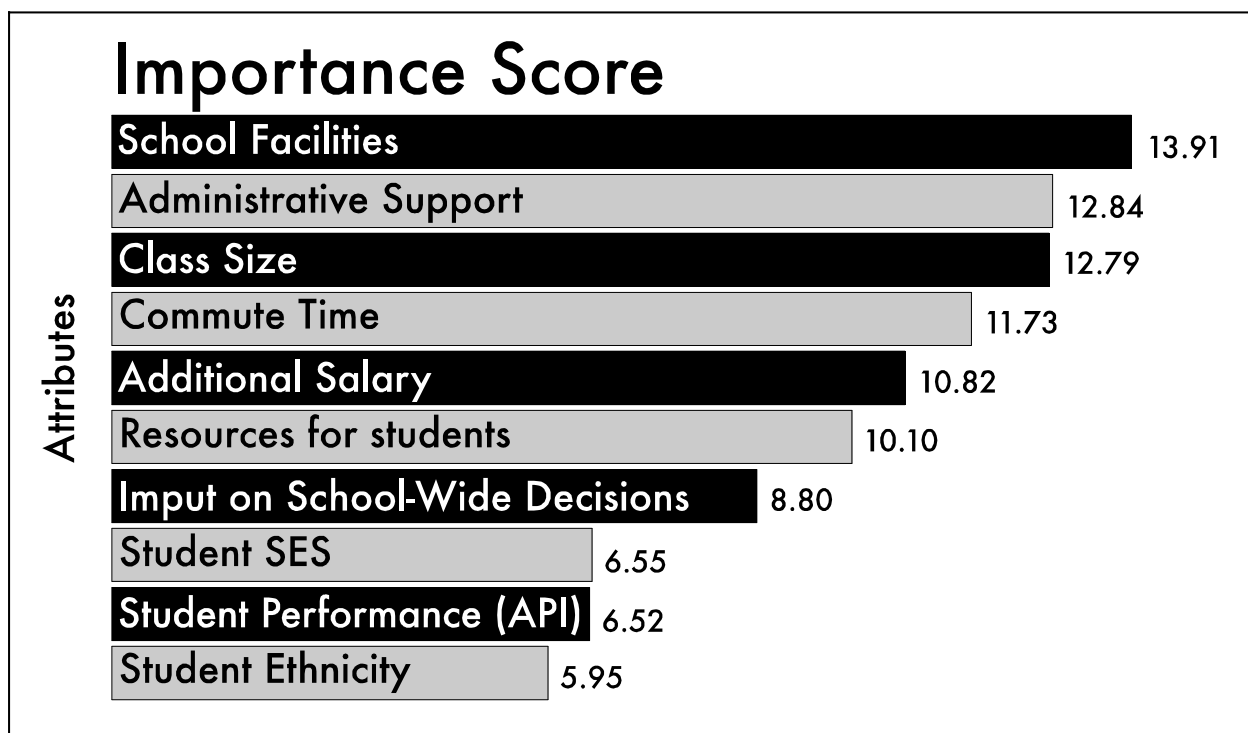 Importance Score
School Facilities 13.91
Administrative Support 12.84
Class Size 12.79
Commute Time 11.73
Additional Salary 10.82
Resources for students 10.10
Imput on School-Wide Decisions 8.80
Student SES 6.55
Student Performance (API) 6.52
Student Ethnicity 5.95
Attributes